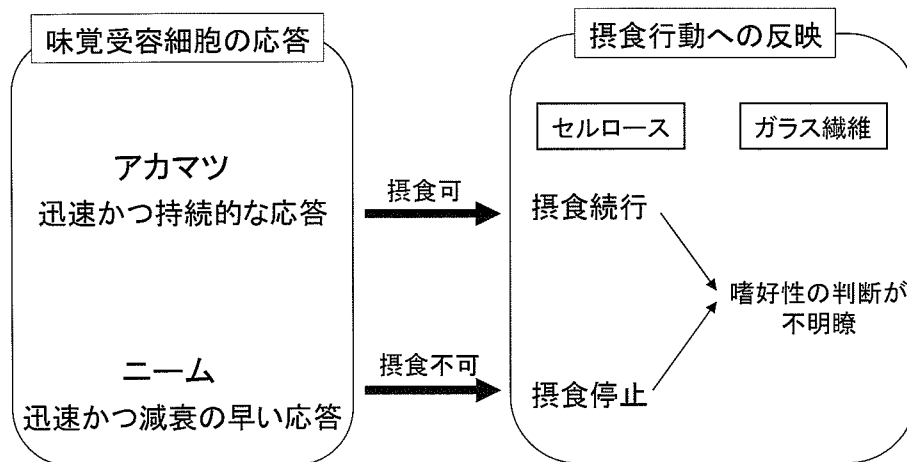 味覚受容細胞の応答
アカマツ
迅速かつ持続的な応答
ニーム
迅速かつ減衰の早い応答
摂食可
摂食不可
摂食行動への反映
セルロース
ガラス繊維
摂食続行
摂食停止
嗜好性の判断が
不明瞭